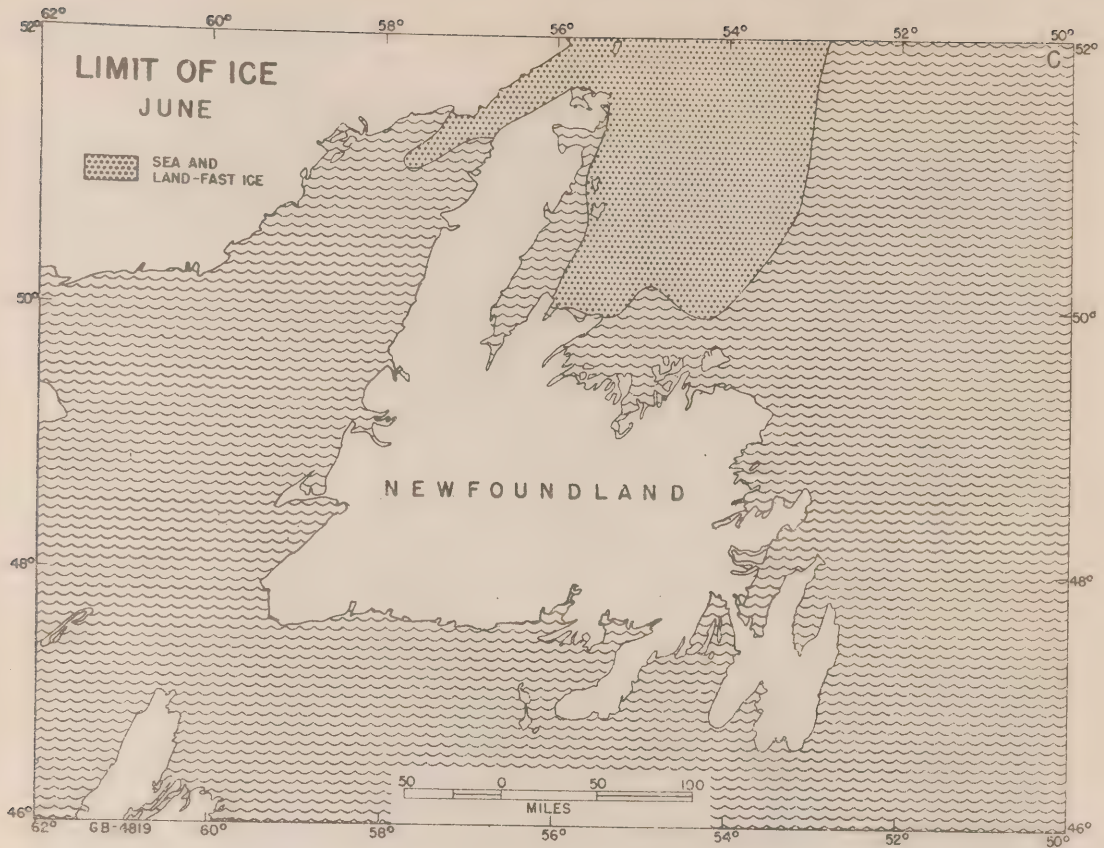 62°
60°
58°
56°
54°
52°
50°
52°
52°
C
LIMIT OF ICE
JUNE
SEA AND
LAND-FAST ICE
50°
50°
NEWFOUNDLAND
48°
48°
50 0 50 100
MILES
46°
46°
GB-4819
62°
60°
58°
56°
54°
52°
50°